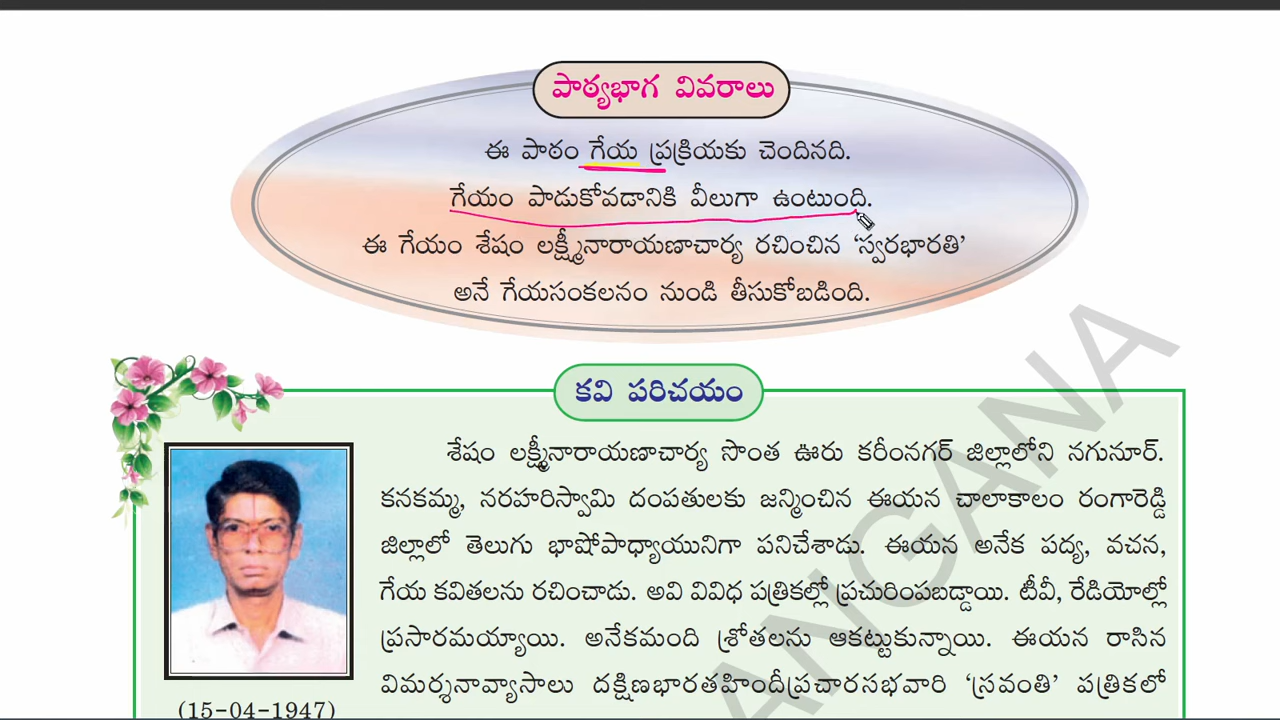 పాఠ్యభాగ వివరాలు
ఈ పాఠం గేయ ప్రక్రియకు చెందినది.
గేయం పాడుకోవడానికి వీలుగా ఉంటుంది.
ఈ గేయం శేషం లక్ష్మీనారాయణాచార్య రచించిన ‘స్వరభారతి’
అనే గేయసంకలనం నుండి తీసుకోబడింది.
కవి పరిచయం
శేషం లక్ష్మీనారాయణాచార్య సొంత ఊరు కరీంనగర్ జిల్లాలోని నగునూర్.
కనకమ్మ, నరహరిస్వామి దంపతులకు జన్మించిన ఈయన చాలాకాలం రంగారెడ్డి
జిల్లాలో తెలుగు భాషోపాధ్యాయునిగా పనిచేశాడు. ఈయన అనేక పద్య, వచన,
గేయ కవితలను రచించాడు. అవి వివిధ పత్రికల్లో ప్రచురింపబడ్డాయి. టీవీ, రేడియోల్లో
ప్రసారమయ్యాయి. అనేకమంది శ్రోతలను ఆకట్టుకున్నాయి. ఈయన రాసిన
విమర్శనావ్యాసాలు దక్షిణభారతహిందీప్రచారసభవారి ‘స్రవంతి’ పత్రికలో
(15-04-1947)
ANGANA